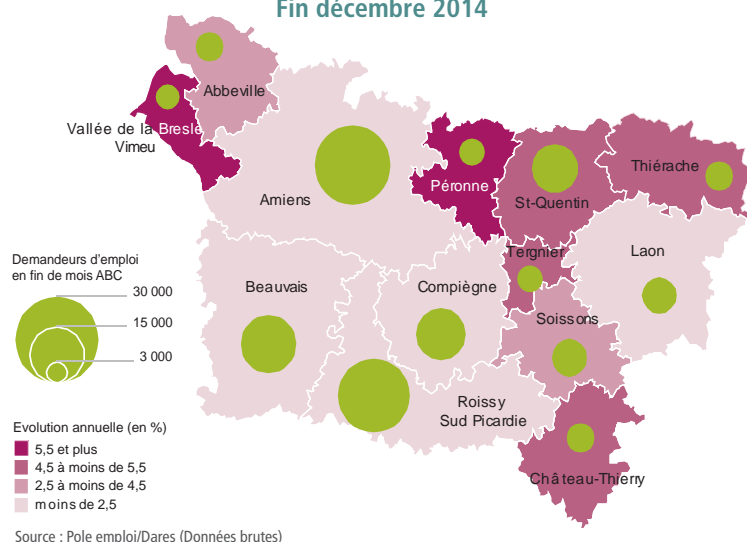 Fin décembre 2014
Abbeville
Vallée de la Bresle
Vimeu
Amiens
Péronne
St-Quentin
Thiérache
Tergnier
Laon
Beauvais
Compiègne
Soissons
Roissy
Sud Picardie
Château-Thierry
Demandeurs d'emploi
en fin de mois ABC
30 000
15 000
3 000
Evolution annuelle (en %)
5,5 et plus
4,5 à moins de 5,5
2,5 à moins de 4,5
moins de 2,5
Source : Pole emploi/Dares (Données brutes)